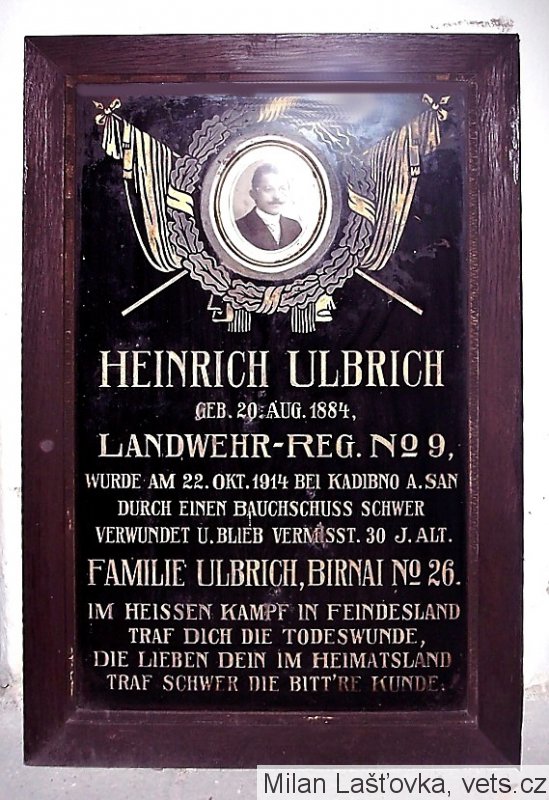 HEINRICH ULBRICH
GEB. 20. AUG. 1884,
LANDWEHR-REG. No 9,
WURDE AM 22. OKT. 1914 BEI KADIBNO A. SAN
DURCH EINEN BAUCHSCHUSS SCHWER
VERWUNDET U. BLIEB VERMISST. 30 J. ALT.
FAMILIE ULBRICH, BIRNAI No 26.
IM HEISSEN KAMPF IN FEINDESLAND
TRAF DICH DIE TODESWUNDE,
DIE LIEBEN DEIN IM HEIMATSLAND
TRAF SCHWER DIE BITT'RE KUNDE.
Milan Lašťovka, vets.cz